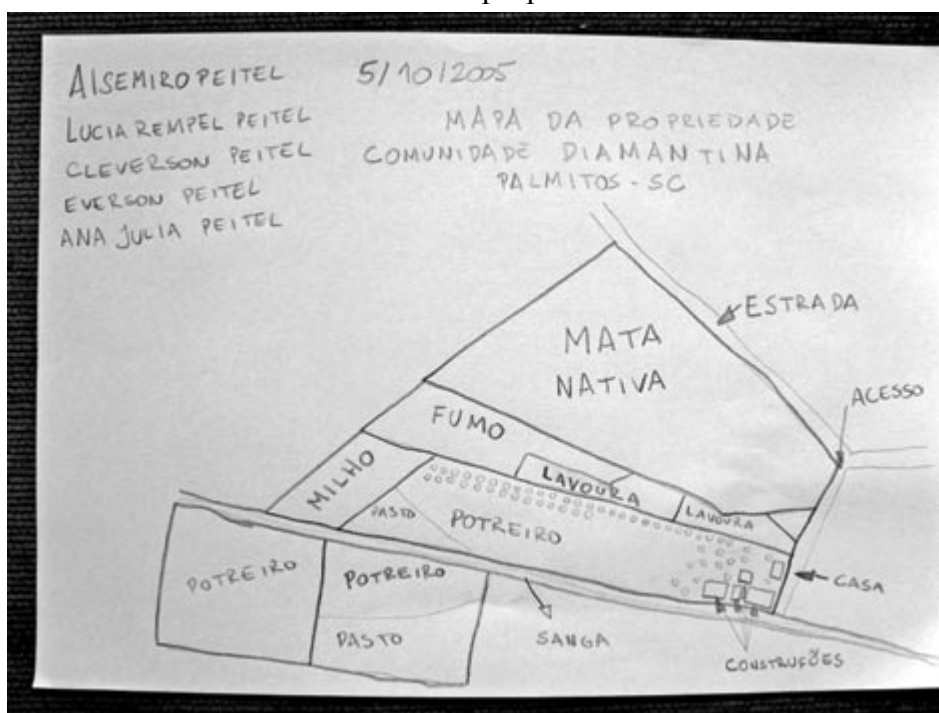 ALSEMIRO PEITEL 5/10/2005
LUCIA REMPEL PEITEL
CLEVERSON PEITEL
EVERSON PEITEL
ANA JULIA PEITEL
MAPA DA PROPRIEDADE
COMUNIDADE DIAMANTINA
PALMITOS - SC
ESTRADA
MATA
NATIVA
ACESSO
FUMO
MILHO
LAVOURA
LAVOURA
PASTO
POTREIRO
POTREIRO
POTREIRO
CASA
PASTO
SANGA
CONSTRUÇÕES